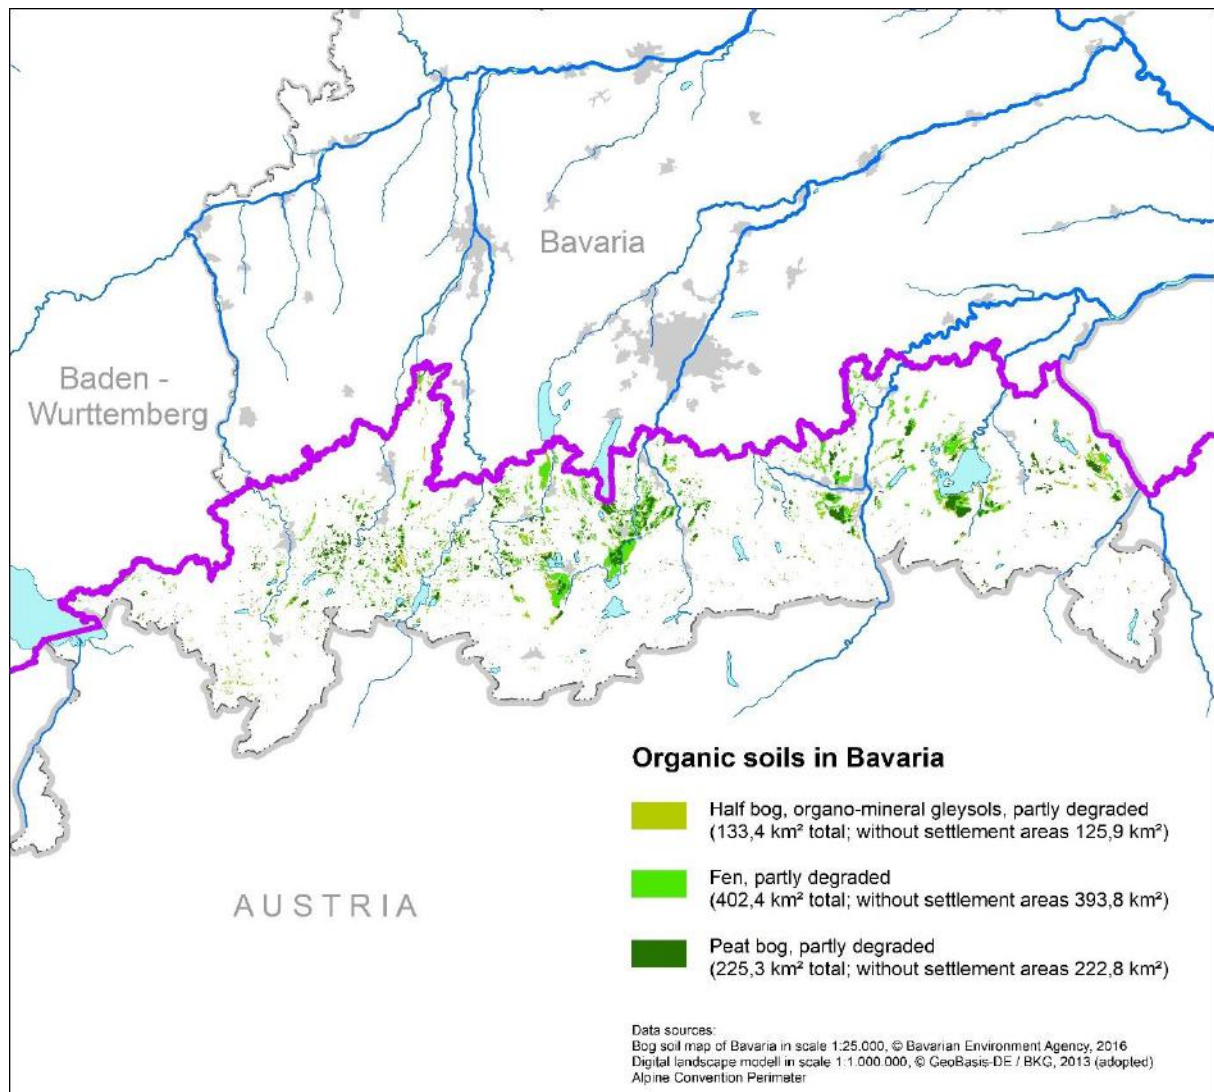 Bavaria
Baden -
Wurttemberg
Organic soils in Bavaria
Half bog, organo-mineral gleysols, partly degraded
(133,4 km² total; without settlement areas 125,9 km²)
Fen, partly degraded
(402,4 km² total; without settlement areas 393,8 km²)
AUSTRIA
Peat bog, partly degraded
(225,3 km² total; without settlement areas 222,8 km²)
Data sources:
Bog soil map of Bavaria in scale 1:25.000, © Bavarian Environment Agency, 2016
Digital landscape modell in scale 1:1.000.000, © GeoBasis-DE / BKG, 2013 (adopted)
Alpine Convention Perimeter